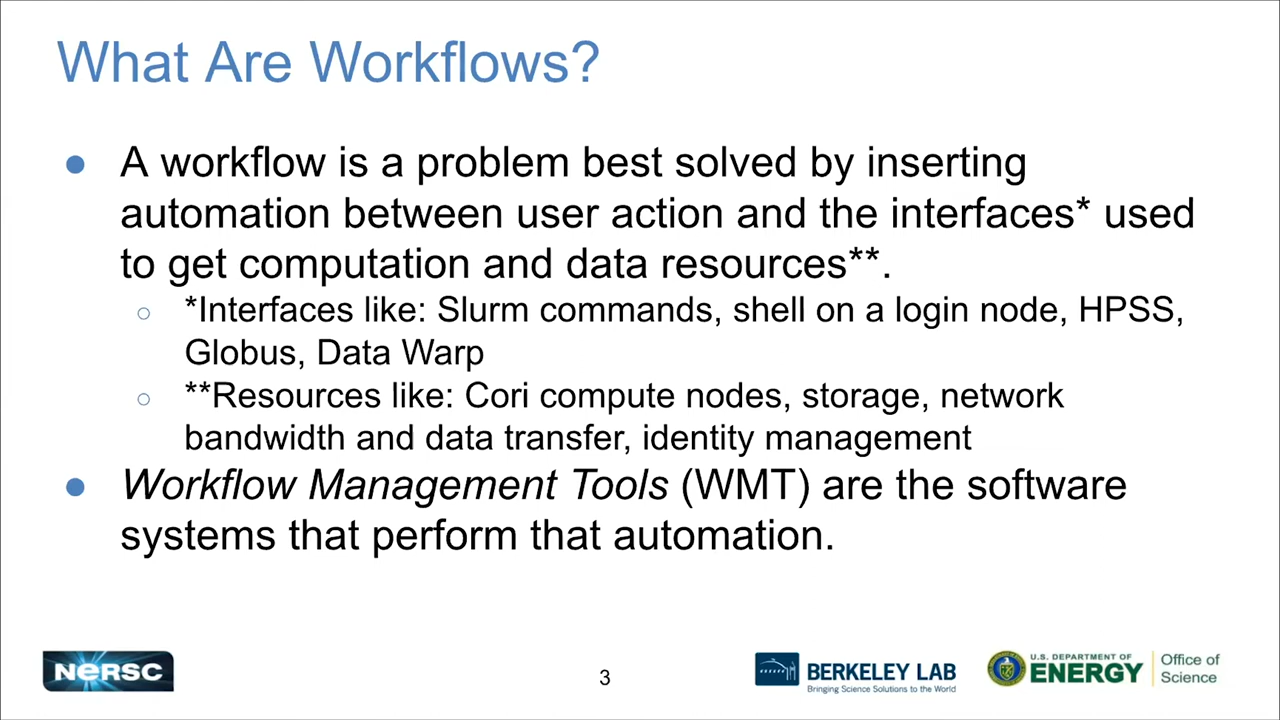 What Are Workflows?
● A workflow is a problem best solved by inserting
automation between user action and the interfaces* used
to get computation and data resources**.
○ *Interfaces like: Slurm commands, shell on a login node, HPSS,
Globus, Data Warp
○ **Resources like: Cori compute nodes, storage, network
bandwidth and data transfer, identity management
● Workflow Management Tools (WMT) are the software
systems that perform that automation.
NERSC
3
BERKELEY LAB
Bringing Science Solutions to the World
U.S. DEPARTMENT OF
ENERGY
Office of
Science